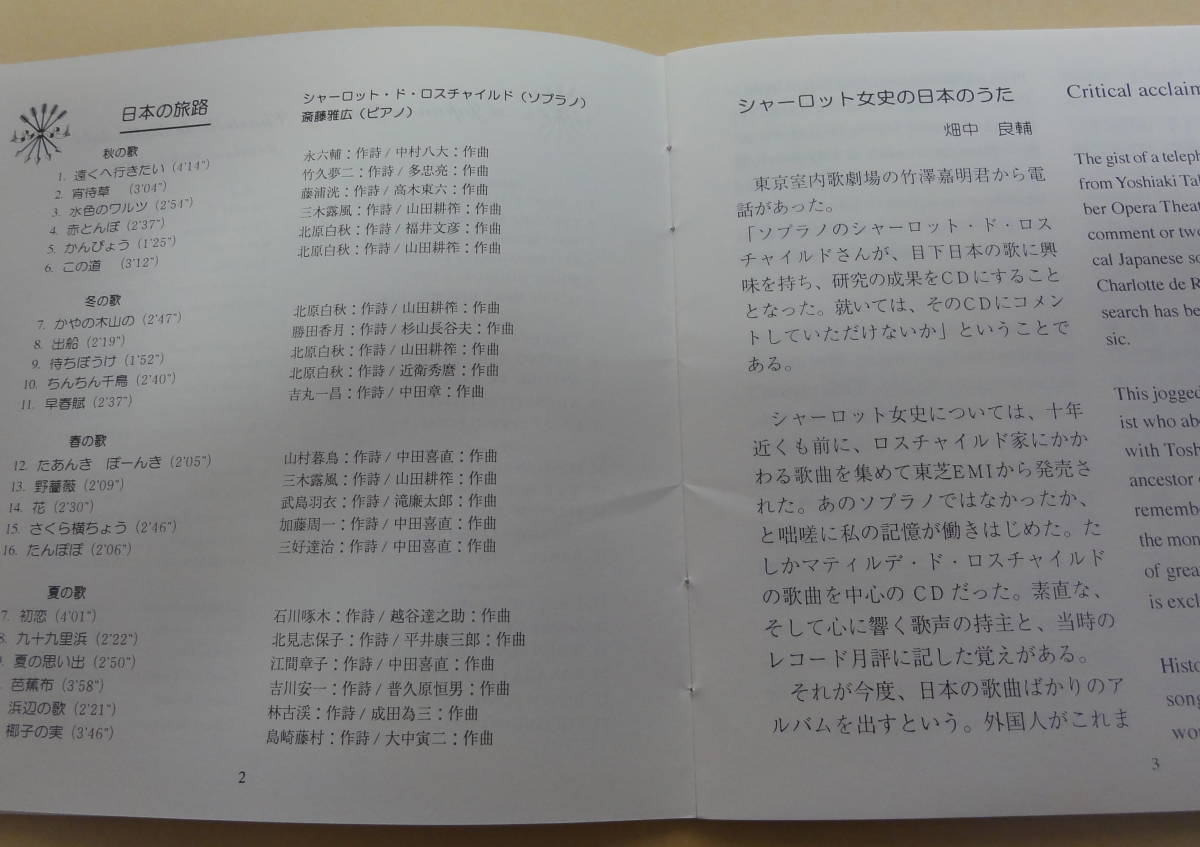 日本の旅路
シャーロット・ド・ロスチャイルド（ソプラノ）
斎藤雅広（ピアノ）
秋の歌
1. 遠くへ行きたい（4'14"） 永六輔：作詩 / 中村八大：作曲
2. 宵待草 （3'04"） 竹久夢二：作詩 / 多忠亮：作曲
3. 水色のワルツ（2'54"） 藤浦洸：作詩 / 高木東六：作曲
4. 赤とんぼ（2'37"） 三木露風：作詩 / 山田耕筰：作曲
5. かんぴょう（1'25"） 北原白秋：作詩 / 福井文彦：作曲
6. この道 （3'12"） 北原白秋：作詩 / 山田耕筰：作曲
冬の歌
7. かやの木山の（2'47"） 北原白秋：作詩 / 山田耕筰：作曲
8. 出船（2'19"） 勝田香月：作詩 / 杉山長谷夫：作曲
9. 待ちぼうけ（1'52"） 北原白秋：作詩 / 山田耕筰：作曲
10. ちんちん千鳥（2'40"） 北原白秋：作詩 / 近衛秀麿：作曲
11. 早春賦（2'37"） 吉丸一昌：作詩 / 中田章：作曲
春の歌
12. たあんき ぽーんき（2'05"） 山村暮鳥：作詩 / 中田喜直：作曲
13. 野薔薇（2'09"） 三木露風：作詩 / 山田耕筰：作曲
14. 花（2'30"） 武島羽衣：作詩 / 滝廉太郎：作曲
15. さくら横ちょう（2'46"） 加藤周一：作詩 / 中田喜直：作曲
16. たんぽぽ（2'06"） 三好達治：作詩 / 中田喜直：作曲
夏の歌
7. 初恋（4'01"） 石川啄木：作詩 / 越谷達之助：作曲
8. 九十九里浜（2'22"） 北見志保子：作詩 / 平井康三郎：作曲
夏の思い出（2'50"） 江間章子：作詩 / 中田喜直：作曲
芭蕉布（3'58"） 吉川安一：作詩 / 普久原恒男：作曲
浜辺の歌（2'21"） 林古渓：作詩 / 成田為三：作曲
椰子の実（3'46"） 島崎藤村：作詩 / 大中寅二：作曲
2
シャーロット女史の日本のうた
畑中 良輔
東京室内歌劇場の竹澤嘉明君から電
話があった。
「ソプラノのシャーロット・ド・ロス
チャイルドさんが、目下日本の歌に興
味を持ち、研究の成果をCDにすること
となった。就いては、そのCDにコメン
トしていただけないか」ということで
ある。
シャーロット女史については、十年
近くも前に、ロスチャイルド家にかか
わる歌曲を集めて東芝EMIから発売さ
れた。あのソプラノではなかったか、
と咄嗟に私の記憶が働きはじめた。た
しかマティルデ・ド・ロスチャイルド
の歌曲を中心の CD だった。素直な、
そして心に響く歌声の持主と、当時の
レコード月評に記した覚えがある。
それが今度、日本の歌曲ばかりのア
ルバムを出すという。外国人がこれま
Critical acclaim
The gist of a teleph
from Yoshiaki Tak
ber Opera Theat
comment or two
cal Japanese so
Charlotte de R
search has be
sic.
This jogged
ist who abo
with Tosh
ancestor
rememb
the mon
of grea
is excl
Histo
song
wo
3